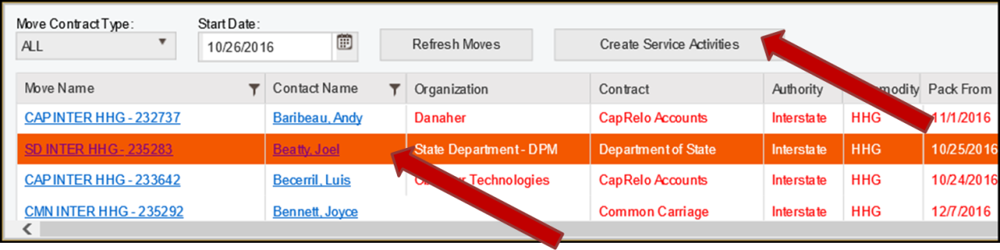 Move Contract Type: Start Date:
ALL 10/26/2016 Refresh Moves Create Service Activities
Move Name Contact Name Organization Contract Authority modity Pack From
CAP INTER HHG - 232737 Baribeau, Andy Danaher CapRelo Accounts Interstate HHG 11/1/2016
SD INTER HHG - 235283 Beatty, Joel State Department - DPM Department of State Interstate HHG 10/25/2016
CAP INTER HHG - 233642 Becerril, Luis Technologies CapRelo Accounts Interstate HHG 10/24/2016
CMN INTER HHG - 235292 Bennett, Joyce Common Carriage Interstate HHG 12/7/2016